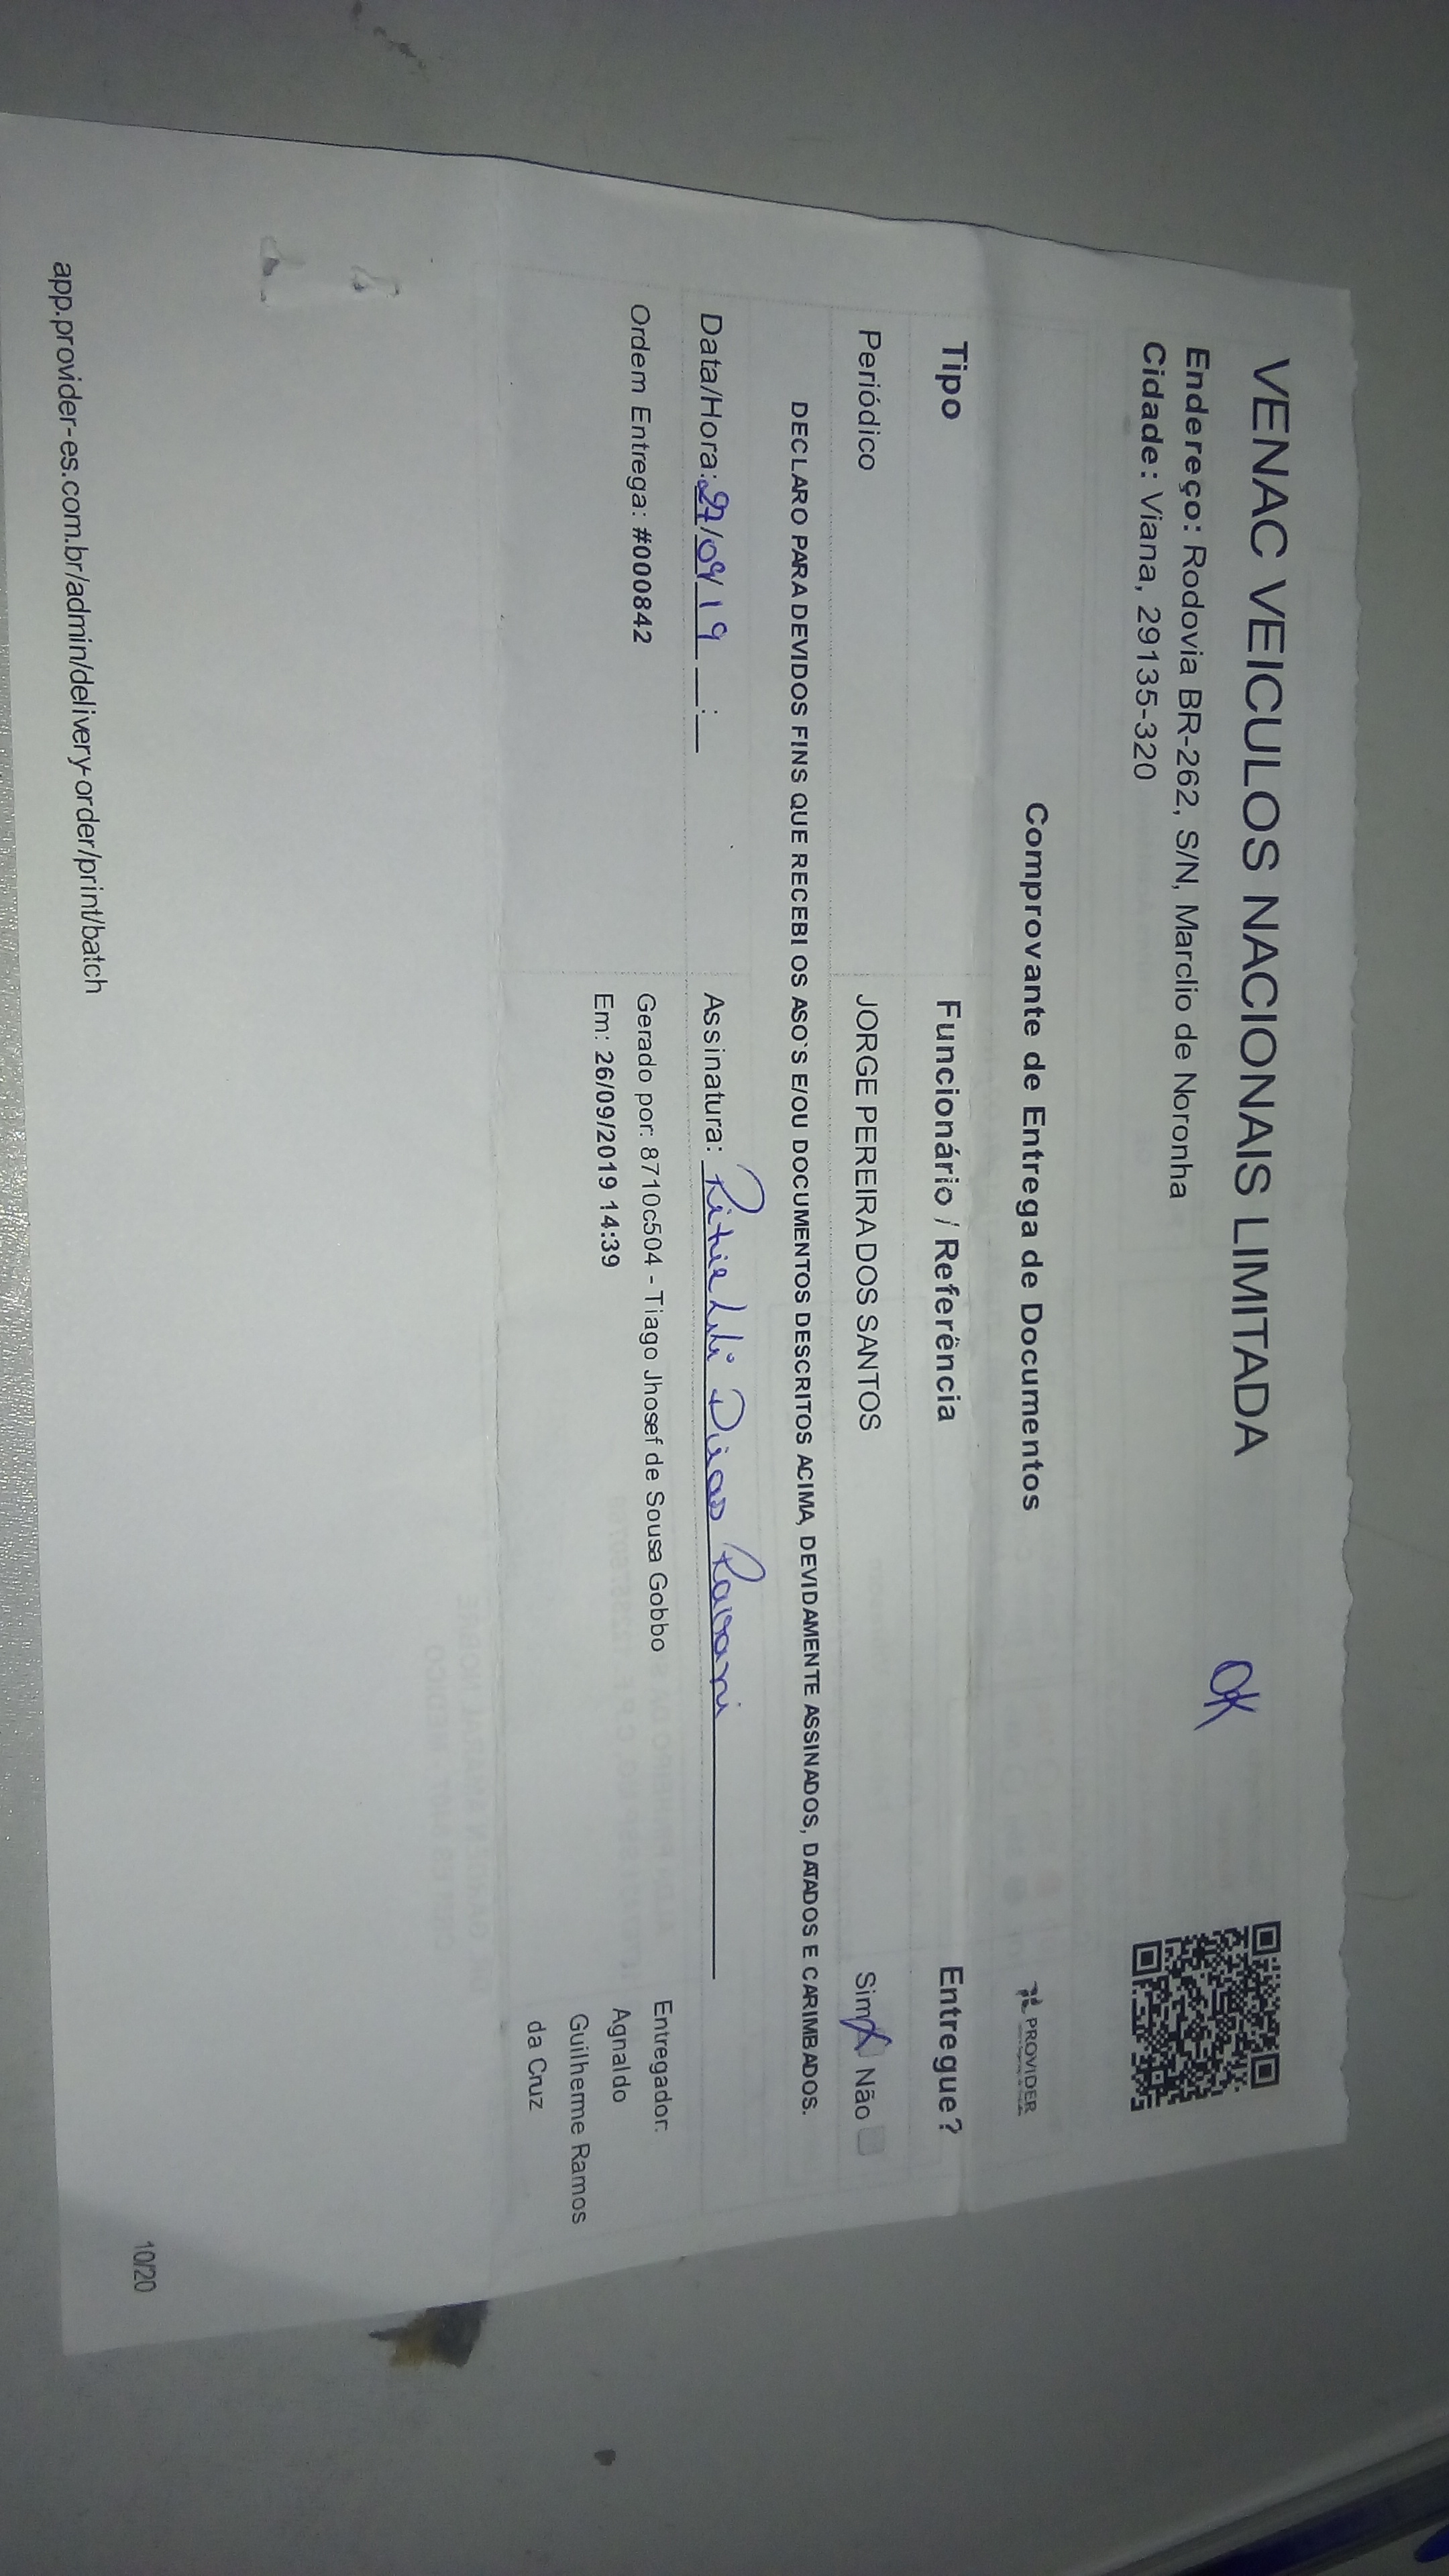 VENAC VEICULOS NACIONAIS LIMITADA
OK
Endereço: Rodovia BR-262, S/N, Marclio de Noronha
Cidade: Viana, 29135-320
Comprovante de Entrega de Documentos
PROVIDER
Tipo Funcionário / Referência Entregue?
Periódico JORGE PEREIRA DOS SANTOS Sim X Não
DECLARO PARA DEVIDOS FINS QUE RECEBI OS ASO`S E/OU DOCUMENTOS DESCRITOS ACIMA, DEVIDAMENTE ASSINADOS, DATADOS E CARIMBADOS.
Data/Hora: 27/09/19 __:__ Assinatura: Ritieli Dias
Ordem Entrega: #000842 Gerado por: 8710c504 - Tiago Jhosef de Sousa Gobbo
Em: 26/09/2019 14:39
Entregador:
Agnaldo
Guilherme Ramos
da Cruz
app.provider-es.com.br/admin/delivery-order/print/batch
10/20